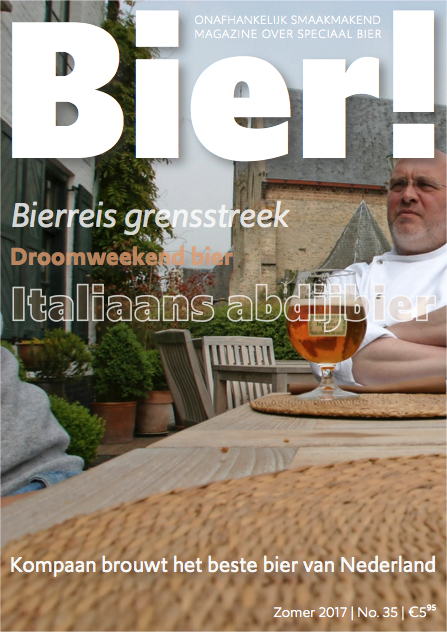 ONAFHANKELIJK SMAAKMAKEND
MAGAZINE OVER SPECIAAL BIER
Bier!
Bierreis grensstreek
Droomweekend bier
Italiaans abdijbier
Kompaan brouwt het beste bier van Nederland
Zomer 2017 | No. 35 | €5⁹⁵